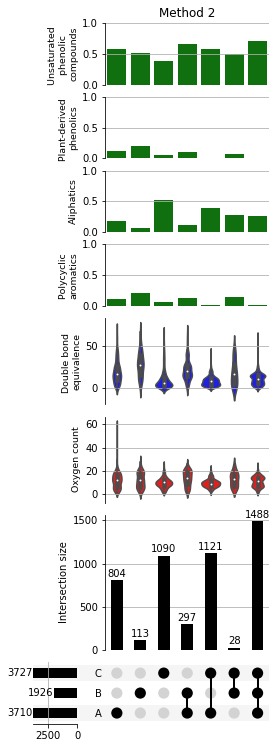 Method 2
Unsaturated
phenolic
compounds
1.0
0.5
0.0
Plant-derived
phenolics
1.0
0.5
0.0
Aliphatics
1.0
0.5
0.0
Polycyclic
aromatics
1.0
0.5
0.0
Double bond
equivalence
50
0
Oxygen count
60
40
20
0
Intersection size
1500
1000
500
0
804
113
1090
297
1121
28
1488
3727 C
1926 B
3710 A
2500 0